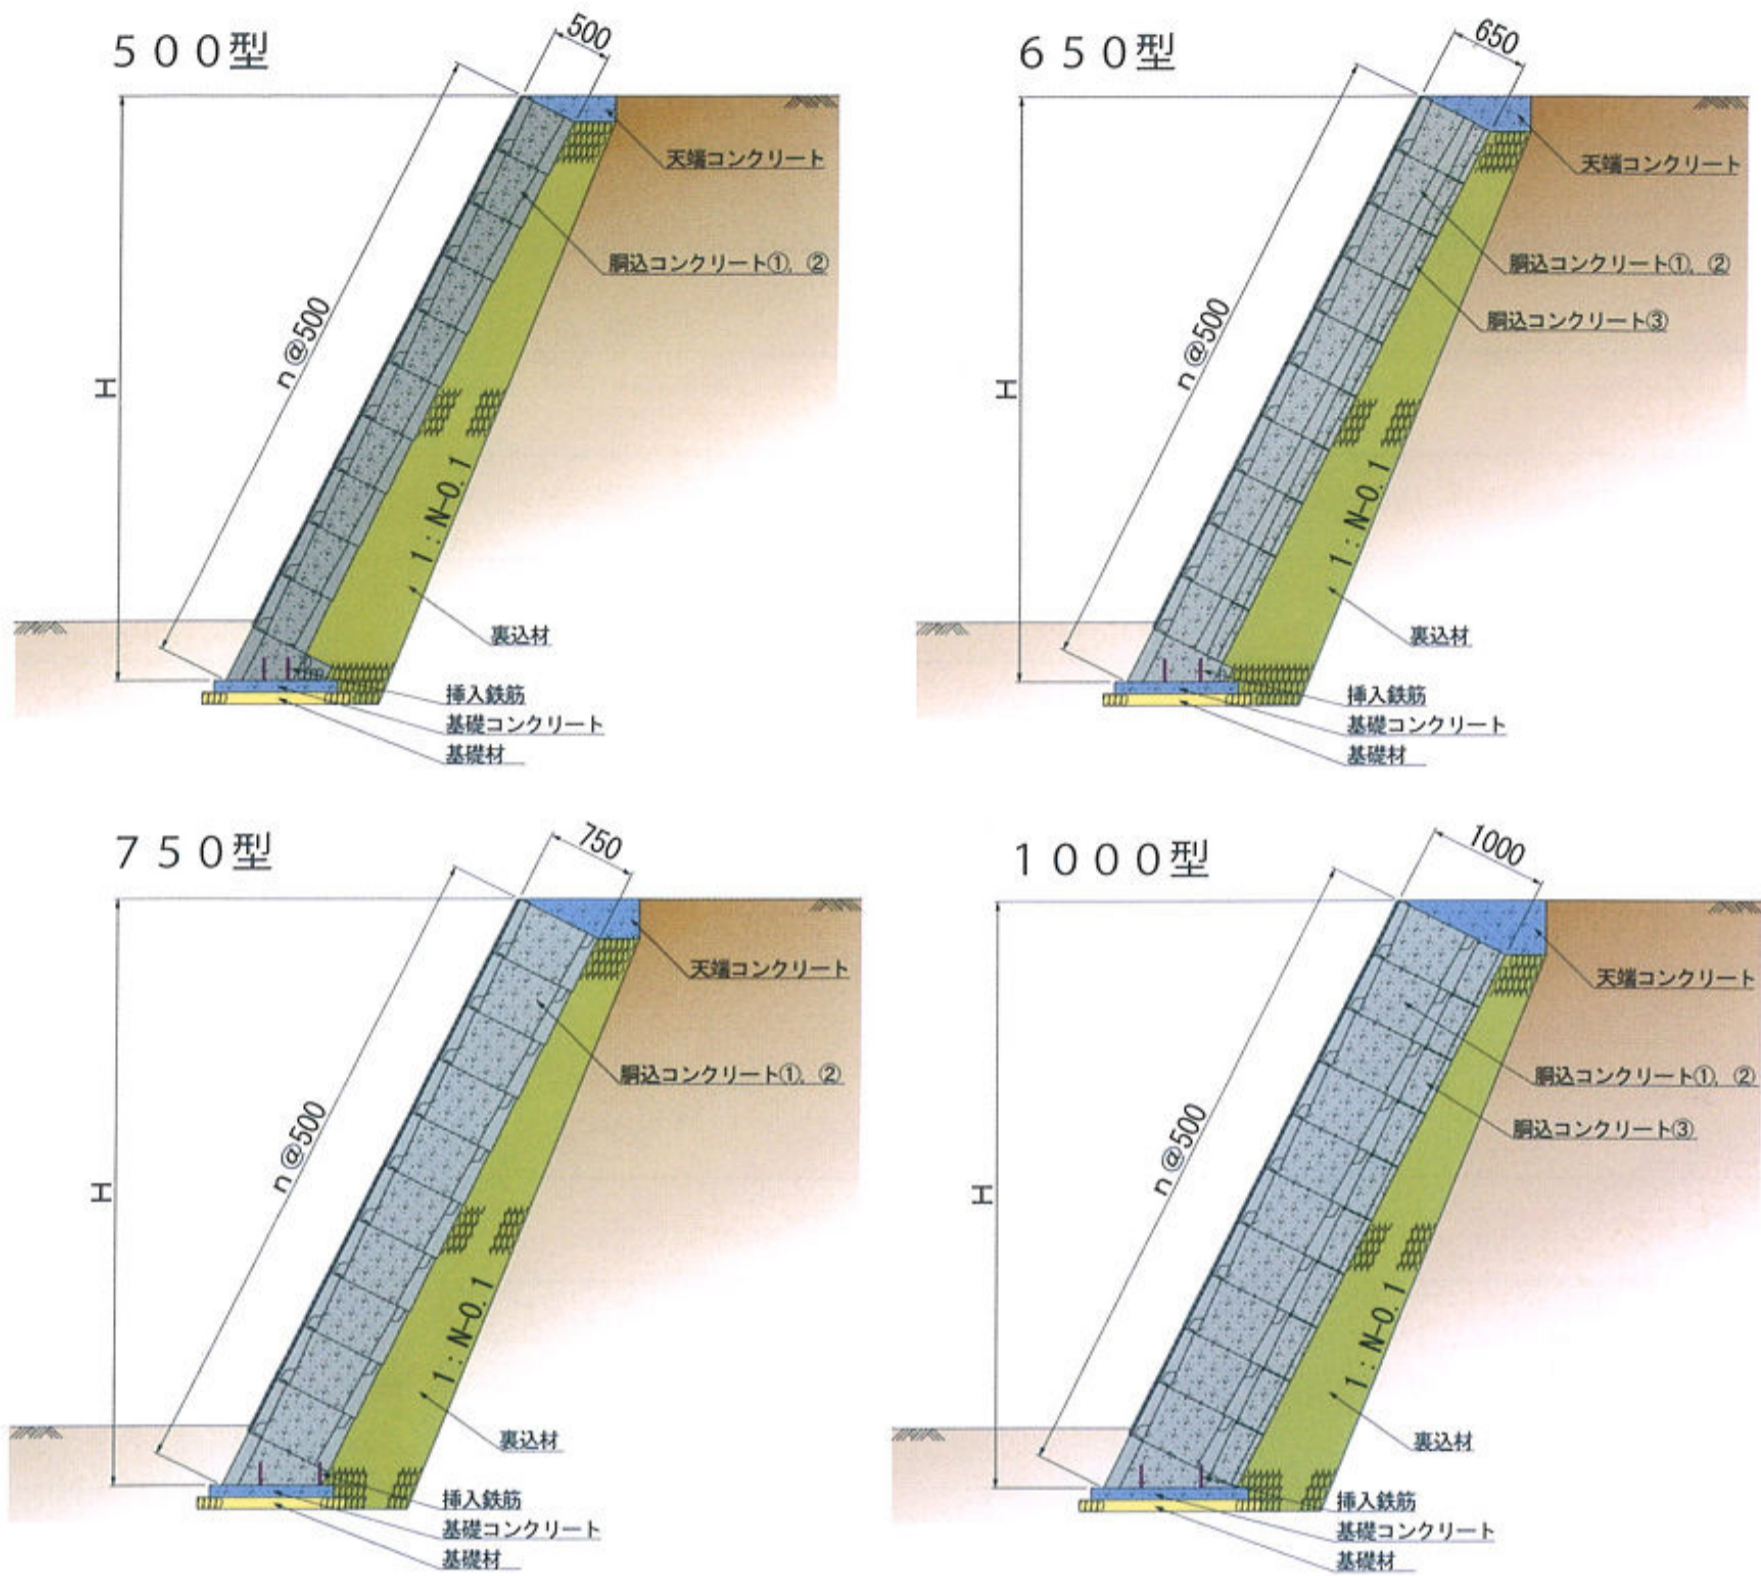 500型
500
天端コンクリート
胴込コンクリート①，②
n@500
H
1：N-0.1
裏込材
挿入鉄筋
基礎コンクリート
基礎材
650型
650
天端コンクリート
胴込コンクリート①，②
胴込コンクリート③
n@500
H
1：N-0.1
裏込材
挿入鉄筋
基礎コンクリート
基礎材
750型
750
天端コンクリート
胴込コンクリート①，②
n@500
H
1：N-0.1
裏込材
挿入鉄筋
基礎コンクリート
基礎材
1000型
1000
天端コンクリート
胴込コンクリート①，②
胴込コンクリート③
n@500
H
1：N-0.1
裏込材
挿入鉄筋
基礎コンクリート
基礎材